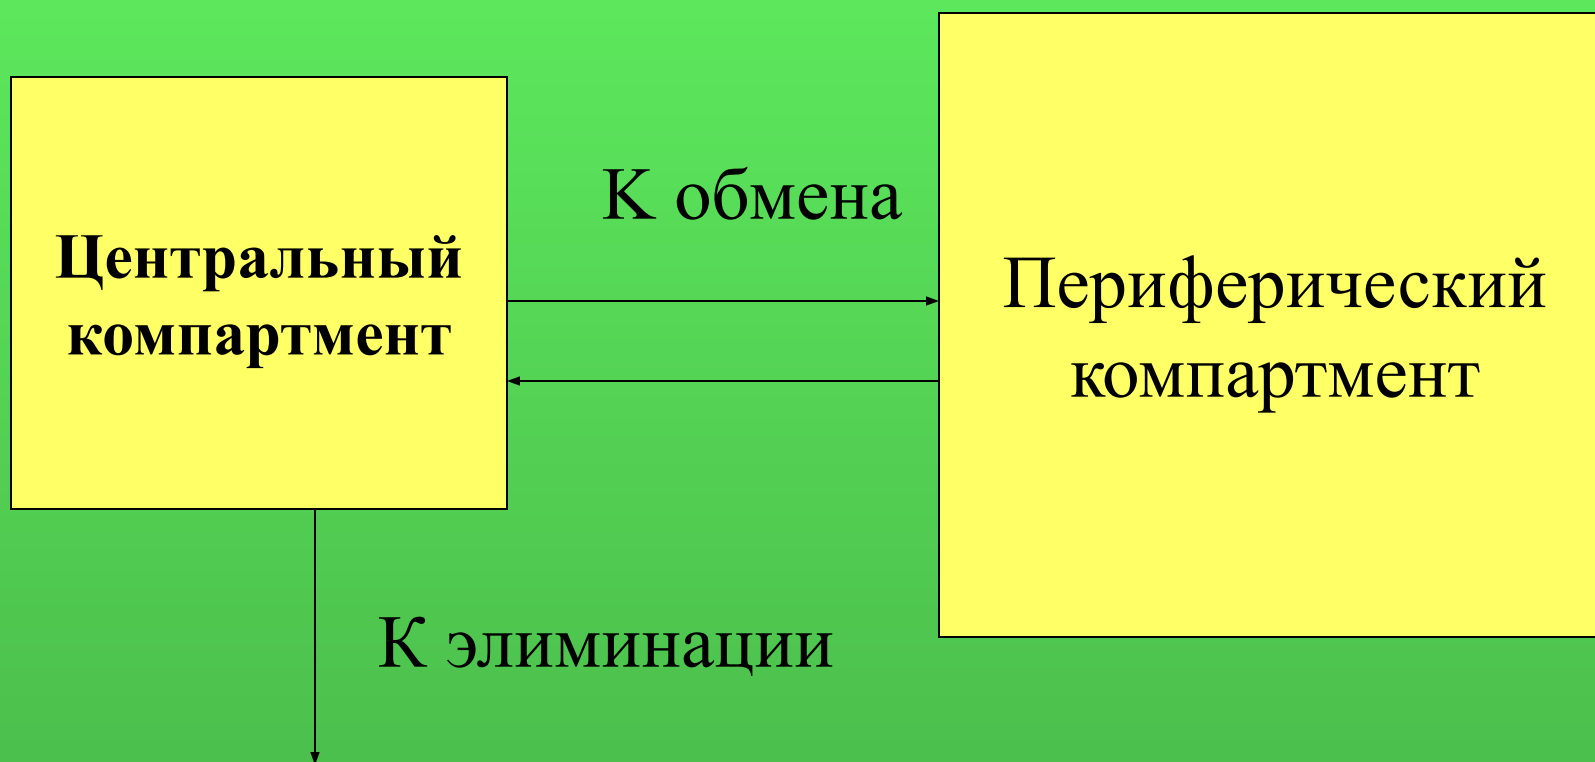 Центральный
компартмент
К обмена
Периферический
компартмент
К элиминации